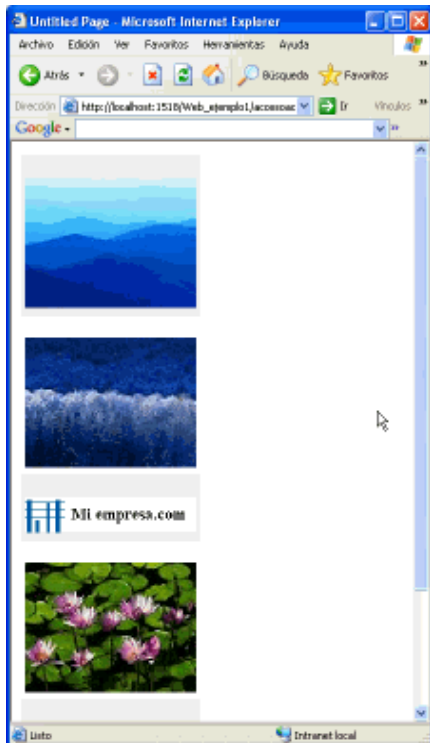 Untitled Page - Microsoft Internet Explorer
Archivo Edición Ver Favoritos Herramientas Ayuda
Atrás Búsqueda Favoritos
Dirección http://localhost:1518/Web_ejemplo1/accesoac Ir Vínculos
Google
Mi empresa.com
Listo Intranet local